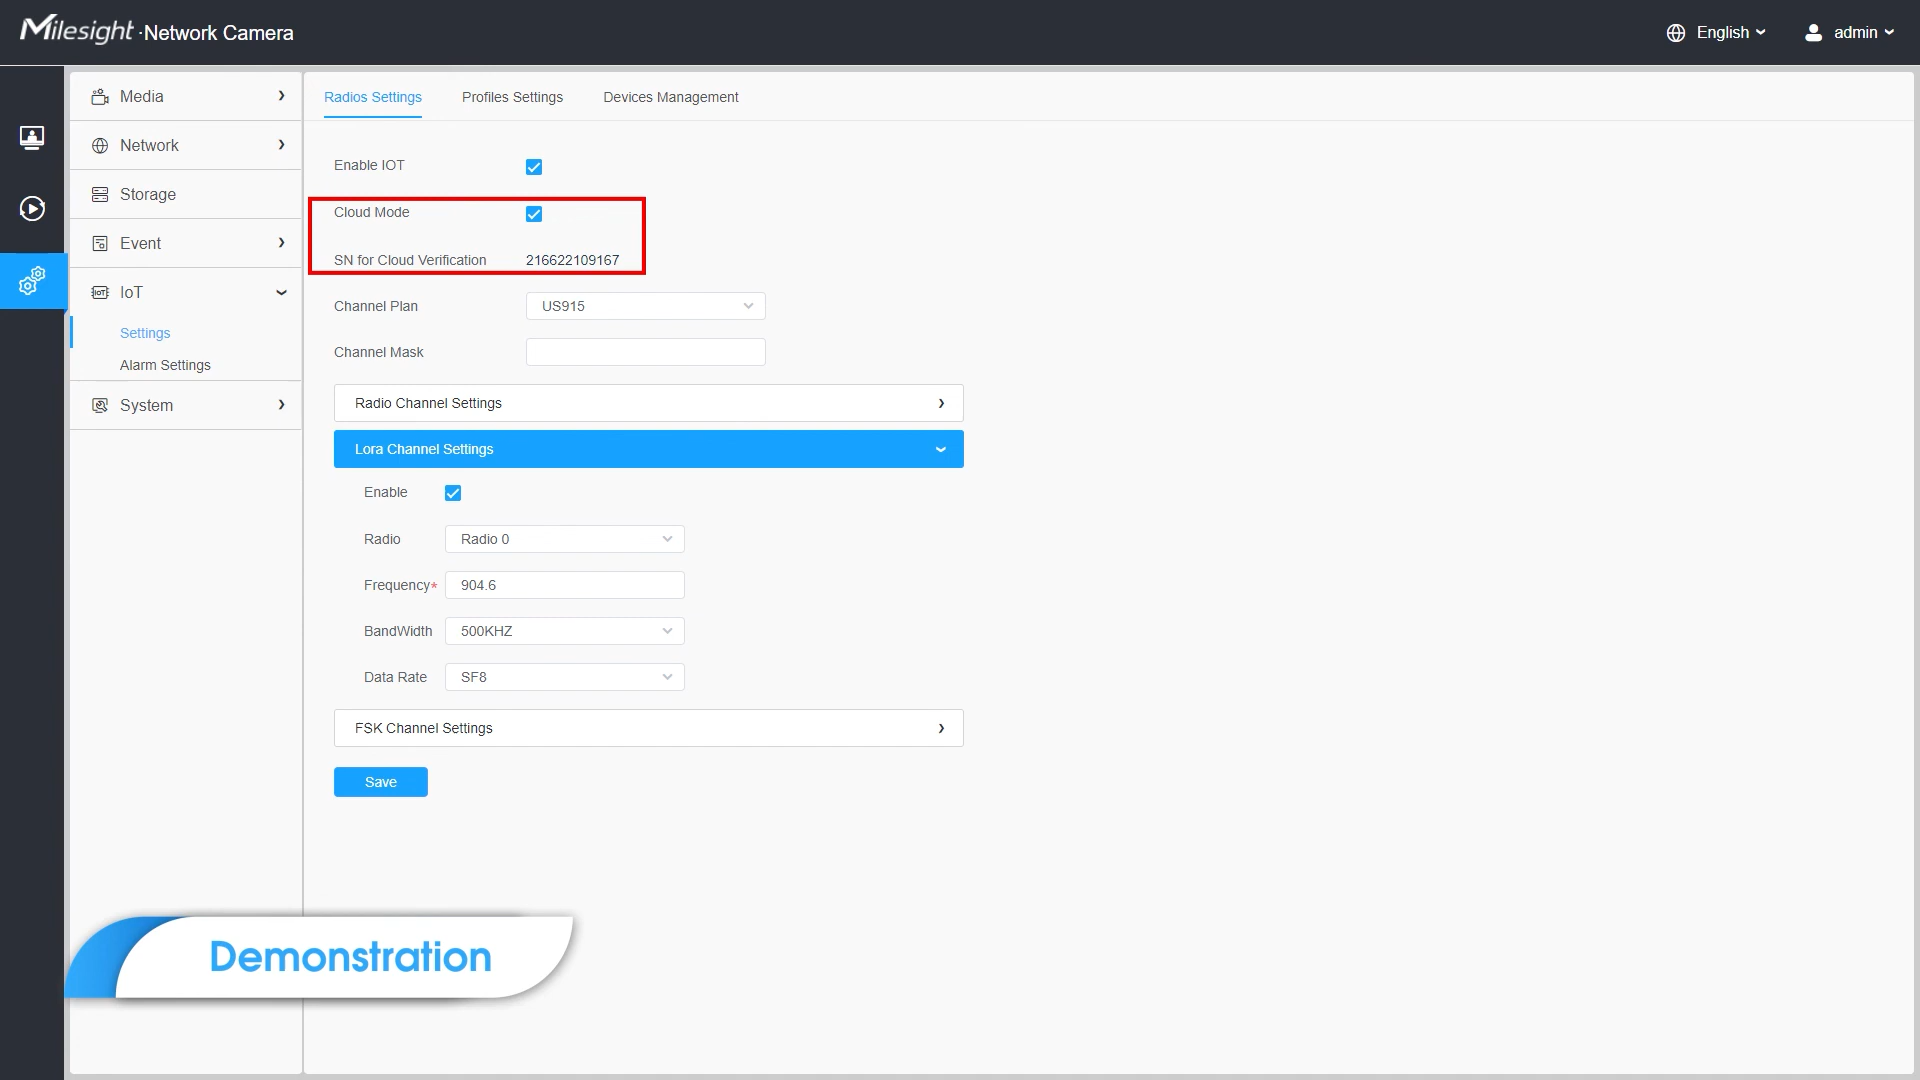 Milesight · Network Camera
English
admin
Media
Network
Storage
Event
IoT
Settings
Alarm Settings
System
Radios Settings
Profiles Settings
Devices Management
Enable IOT
Cloud Mode
SN for Cloud Verification 216622109167
Channel Plan US915
Channel Mask
Radio Channel Settings
Lora Channel Settings
Enable
Radio Radio 0
Frequency* 904.6
BandWidth 500KHZ
Data Rate SF8
FSK Channel Settings
Save
Demonstration